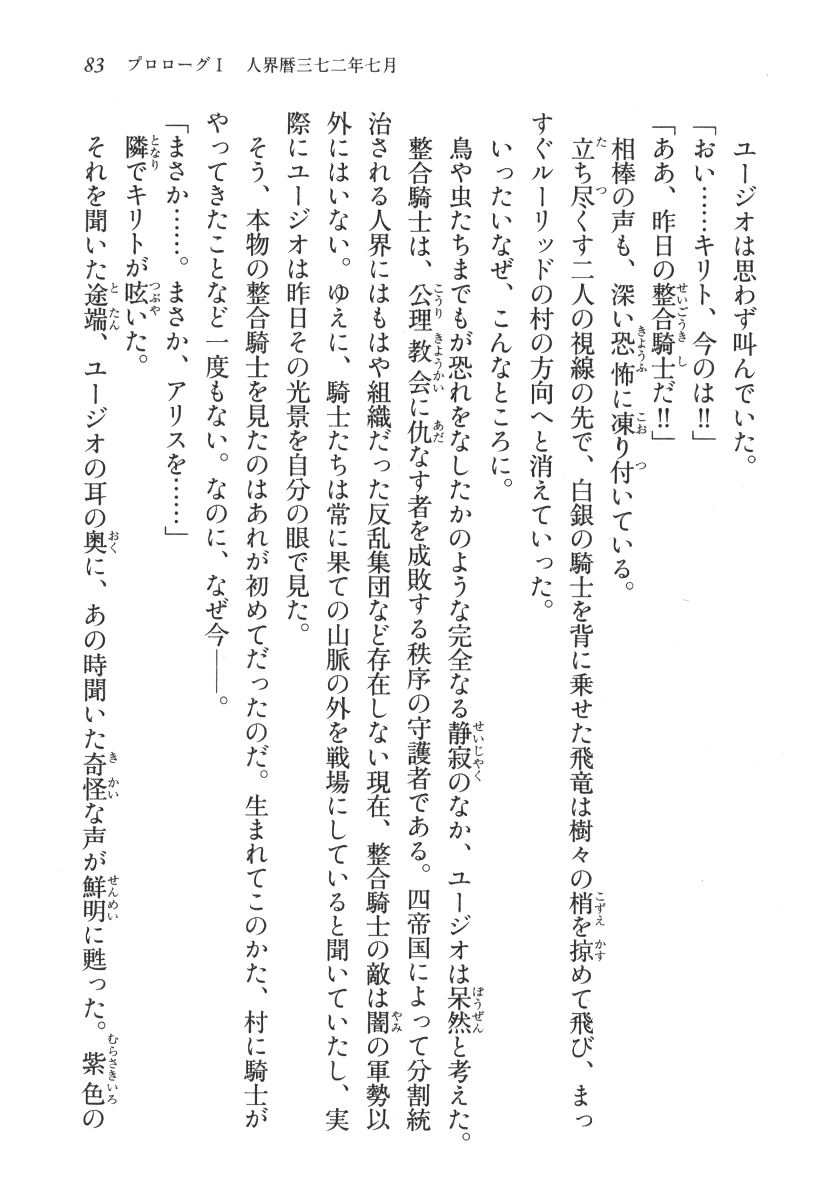 83　プロローグⅠ　人界暦三七二年七月
　ユージオは思わず叫んでいた。
「おい……キリト、今のは‼」
「ああ、昨日の整合騎士だ‼」
　相棒の声も、深い恐怖に凍り付いている。
　立ち尽くす二人の視線の先で、白銀の騎士を背に乗せた飛竜は樹々の梢を掠めて飛び、まっ
すぐルーリッドの村の方向へと消えていった。
　いったいなぜ、こんなところに。
　鳥や虫たちまでもが恐れをなしたかのような完全なる静寂のなか、ユージオは呆然と考えた。
　整合騎士は、公理教会に仇なす者を成敗する秩序の守護者である。四帝国によって分割統
治される人界にはもはや組織だった反乱集団など存在しない現在、整合騎士の敵は闇の軍勢以
外にはいない。ゆえに、騎士たちは常に果ての山脈の外を戦場にしていると聞いていたし、実
際にユージオは昨日その光景を自分の眼で見た。
　そう、本物の整合騎士を見たのはあれが初めてだったのだ。生まれてこのかた、村に騎士が
やってきたことなど一度もない。なのに、なぜ今――。
「まさか……。まさか、アリスを……」
　隣でキリトが呟いた。
　それを聞いた途端、ユージオの耳の奥に、あの時聞いた奇怪な声が鮮明に甦った。紫色の